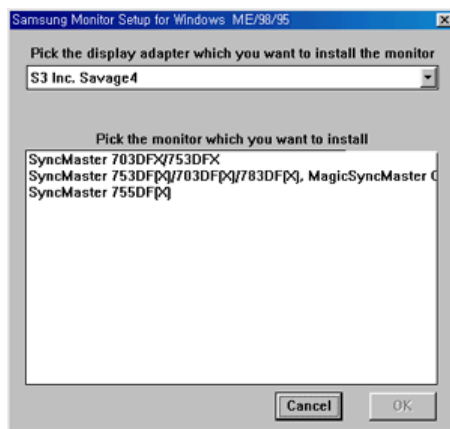 Samsung Monitor Setup for Windows ME/98/95
Pick the display adapter which you want to install the monitor
S3 Inc. Savage4
Pick the monitor which you want to install
SyncMaster 703DFX/753DFX
SyncMaster 753DF[X]/703DF[X]/783DF[X], MagicSyncMaster
SyncMaster 755DF[X]
Cancel
OK